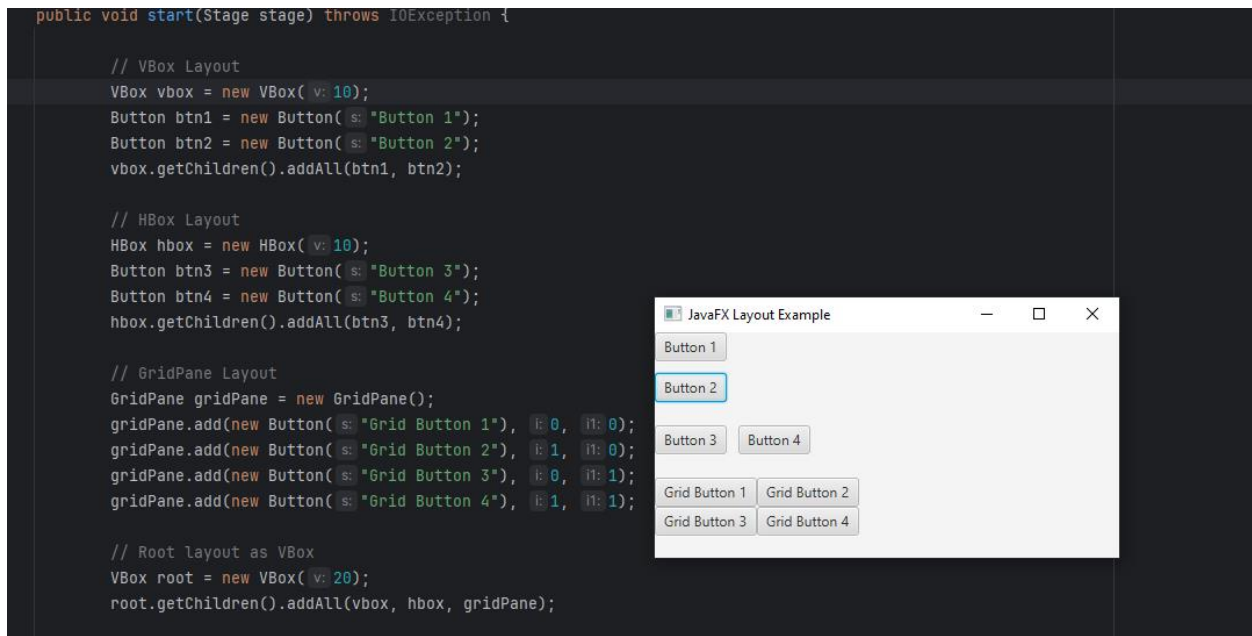 public void start(Stage stage) throws IOException {
// VBox Layout
VBox vbox = new VBox( v: 10);
Button btn1 = new Button( s: "Button 1");
Button btn2 = new Button( s: "Button 2");
vbox.getChildren().addAll(btn1, btn2);
// HBox Layout
HBox hbox = new HBox( v: 10);
Button btn3 = new Button( s: "Button 3");
Button btn4 = new Button( s: "Button 4");
hbox.getChildren().addAll(btn3, btn4);
// GridPane Layout
GridPane gridPane = new GridPane();
gridPane.add(new Button( s: "Grid Button 1"), i: 0, i1: 0);
gridPane.add(new Button( s: "Grid Button 2"), i: 1, i1: 0);
gridPane.add(new Button( s: "Grid Button 3"), i: 0, i1: 1);
gridPane.add(new Button( s: "Grid Button 4"), i: 1, i1: 1);
// Root layout as VBox
VBox root = new VBox( v: 20);
root.getChildren().addAll(vbox, hbox, gridPane);
JavaFX Layout Example
Button 1
Button 2
Button 3 Button 4
Grid Button 1 Grid Button 2
Grid Button 3 Grid Button 4